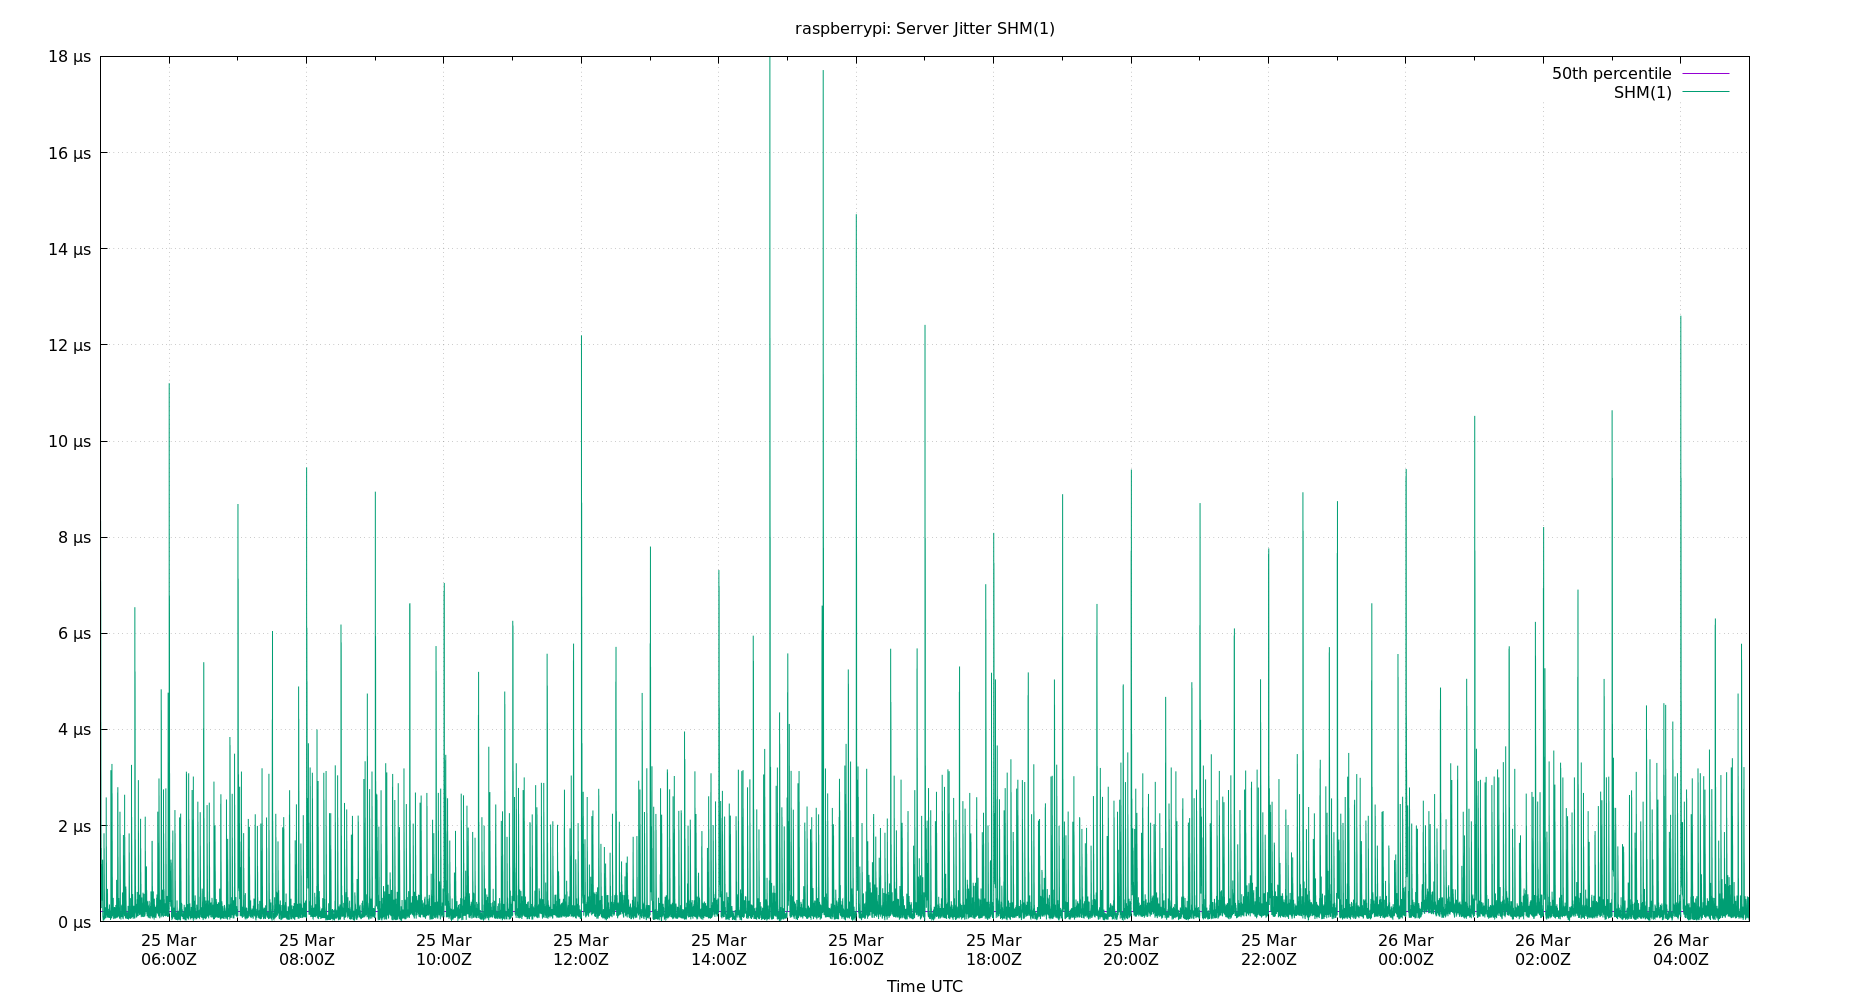 raspberrypi: Server Jitter SHM(1)
18 µs
16 µs
14 µs
12 µs
10 µs
8 µs
6 µs
4 µs
2 µs
0 µs
50th percentile
SHM(1)
25 Mar 25 Mar 25 Mar 25 Mar 25 Mar 25 Mar 25 Mar 25 Mar 25 Mar 26 Mar 26 Mar 26 Mar
06:00Z 08:00Z 10:00Z 12:00Z 14:00Z 16:00Z 18:00Z 20:00Z 22:00Z 00:00Z 02:00Z 04:00Z
Time UTC